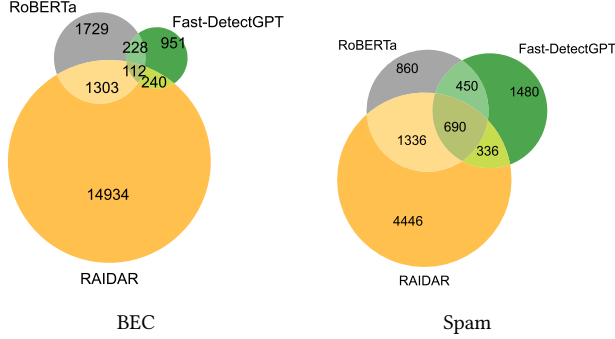 RoBERTa
1729
Fast-DetectGPT
951
228
112
240
1303
14934
RAIDAR
BEC
RoBERTa
860
Fast-DetectGPT
450
1480
690
1336
336
4446
RAIDAR
Spam